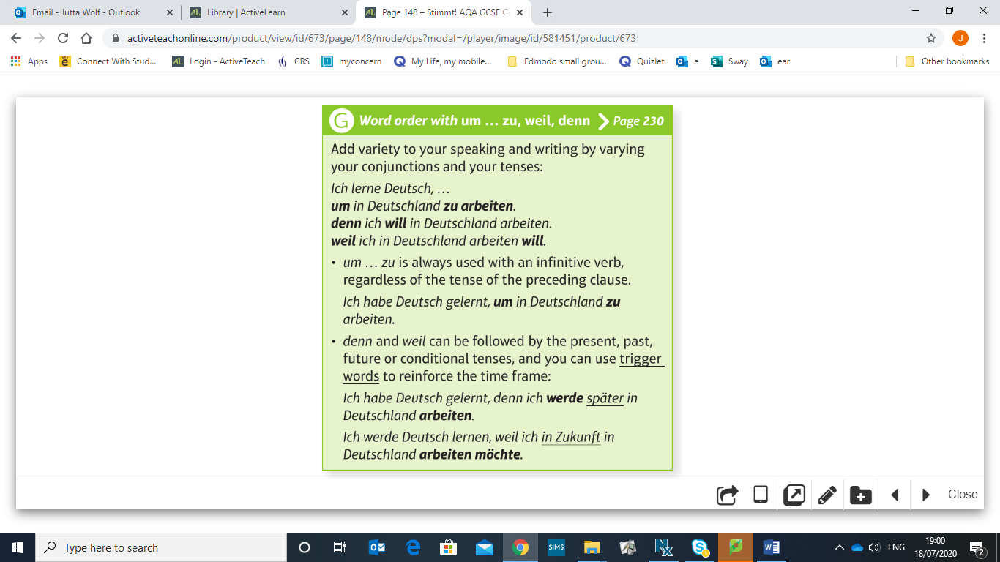 Email - Jutta Wolf - Outlook
Library | ActiveLearn
Page 148 – Stimmt! AQA GCSE G
activeteachonline.com/product/view/id/673/page/148/mode/dps?modal=/player/image/id/581451/product/673
J
Apps
Connect With Stud...
Login - ActiveTeach
CRS
myconcern
My Life, my mobile...
Edmodo small grou...
Quizlet
e
Sway
ear
Other bookmarks
G Word order with um ... zu, weil, denn Page 230
Add variety to your speaking and writing by varying
your conjunctions and your tenses:
Ich lerne Deutsch, ...
um in Deutschland zu arbeiten.
denn ich will in Deutschland arbeiten.
weil ich in Deutschland arbeiten will.
• um ... zu is always used with an infinitive verb,
regardless of the tense of the preceding clause.
Ich habe Deutsch gelernt, um in Deutschland zu
arbeiten.
• denn and weil can be followed by the present, past,
future or conditional tenses, and you can use trigger
words to reinforce the time frame:
Ich habe Deutsch gelernt, denn ich werde später in
Deutschland arbeiten.
Ich werde Deutsch lernen, weil ich in Zukunft in
Deutschland arbeiten möchte.
Close
Type here to search
SIMS
ENG
19:00
18/07/2020
2